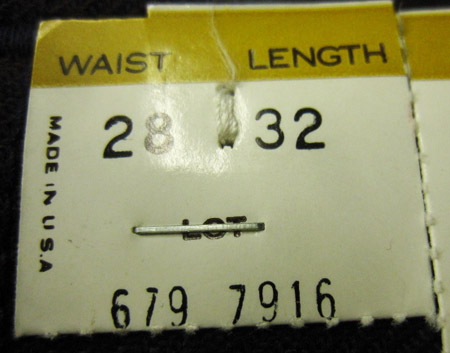 WAIST LENGTH
28 32
MADE IN U.S.A
LOT
679 7916